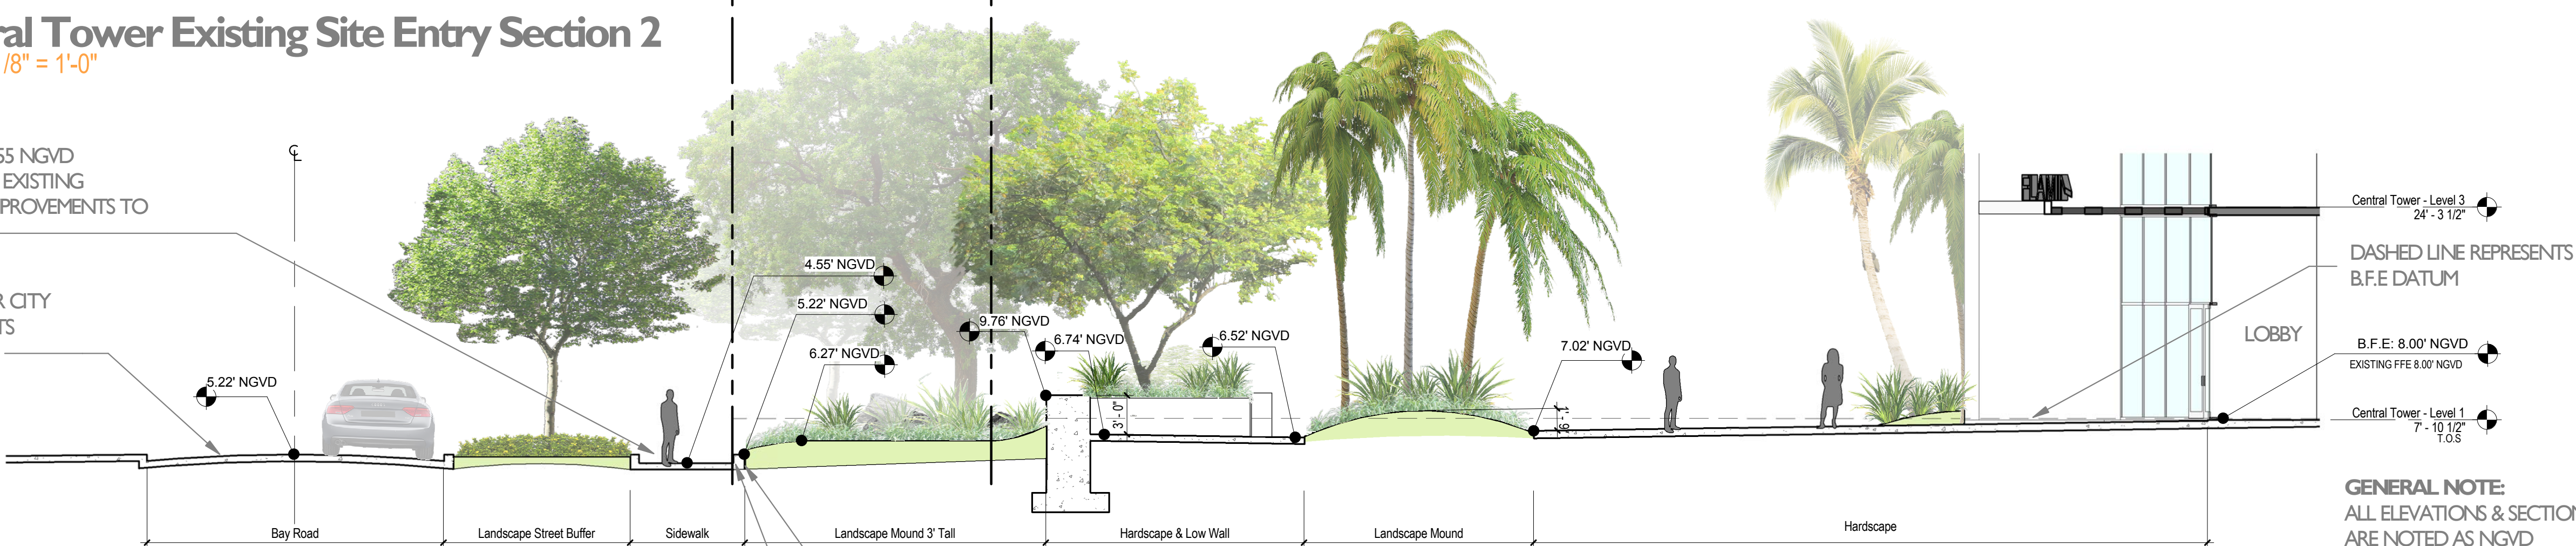 ral Tower Existing Site Entry Section 2
/8" = 1'-0"
55 NGVD
EXISTING
PROVEMENTS TO
R CITY
TS
℄
5.22' NGVD
4.55' NGVD
5.22' NGVD
6.27' NGVD
9.76' NGVD
6.74' NGVD
3' - 0"
6.52' NGVD
7.02' NGVD
1' - 9"
Central Tower - Level 3
24' - 3 1/2"
DASHED LINE REPRESENTS
B.F.E DATUM
LOBBY
B.F.E: 8.00' NGVD
EXISTING FFE 8.00' NGVD
Central Tower - Level 1
7' - 10 1/2"
T.O.S
GENERAL NOTE:
ALL ELEVATIONS & SECTION
ARE NOTED AS NGVD
Bay Road
Landscape Street Buffer
Sidewalk
Landscape Mound 3' Tall
Hardscape & Low Wall
Landscape Mound
Hardscape